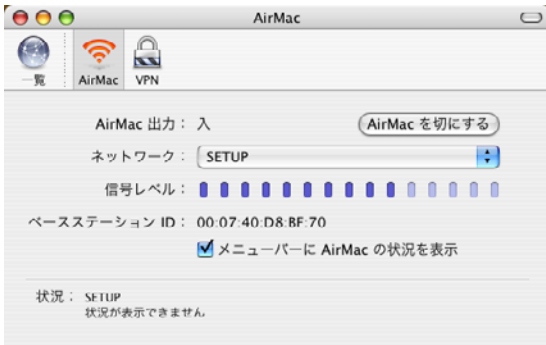 AirMac
一覧
AirMac
VPN
AirMac 出力： 入
AirMac を切にする
ネットワーク： SETUP
信号レベル：
ベースステーション ID： 00:07:40:D8:BF:70
メニューバーに AirMac の状況を表示
状況： SETUP
状況が表示できません